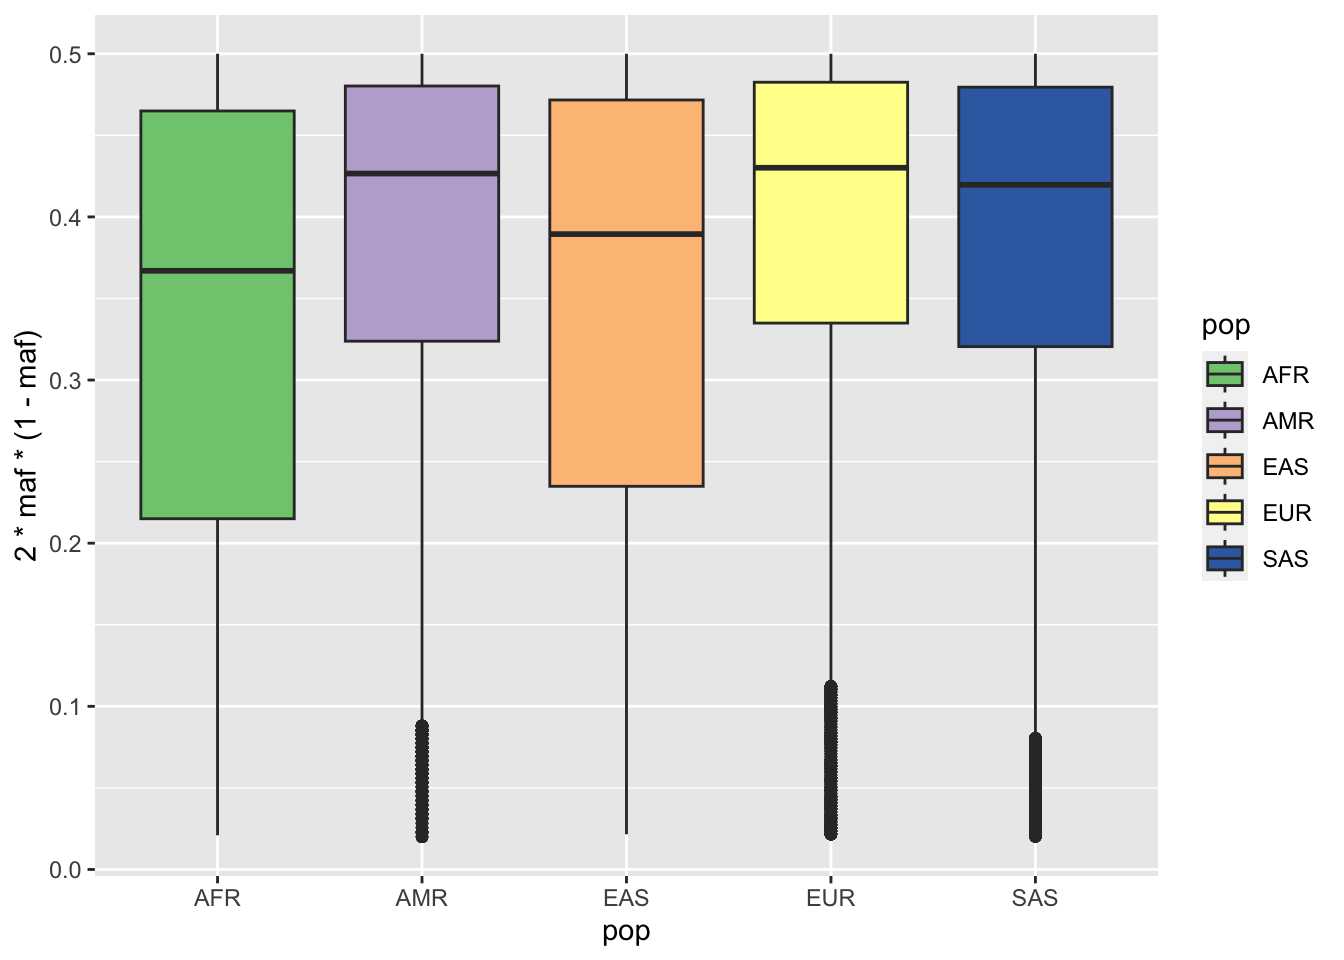 2 * maf * (1 - maf)
0.5
0.4
0.3
0.2
0.1
0.0
AFR
AMR
EAS
EUR
SAS
pop
pop
AFR
AMR
EAS
EUR
SAS